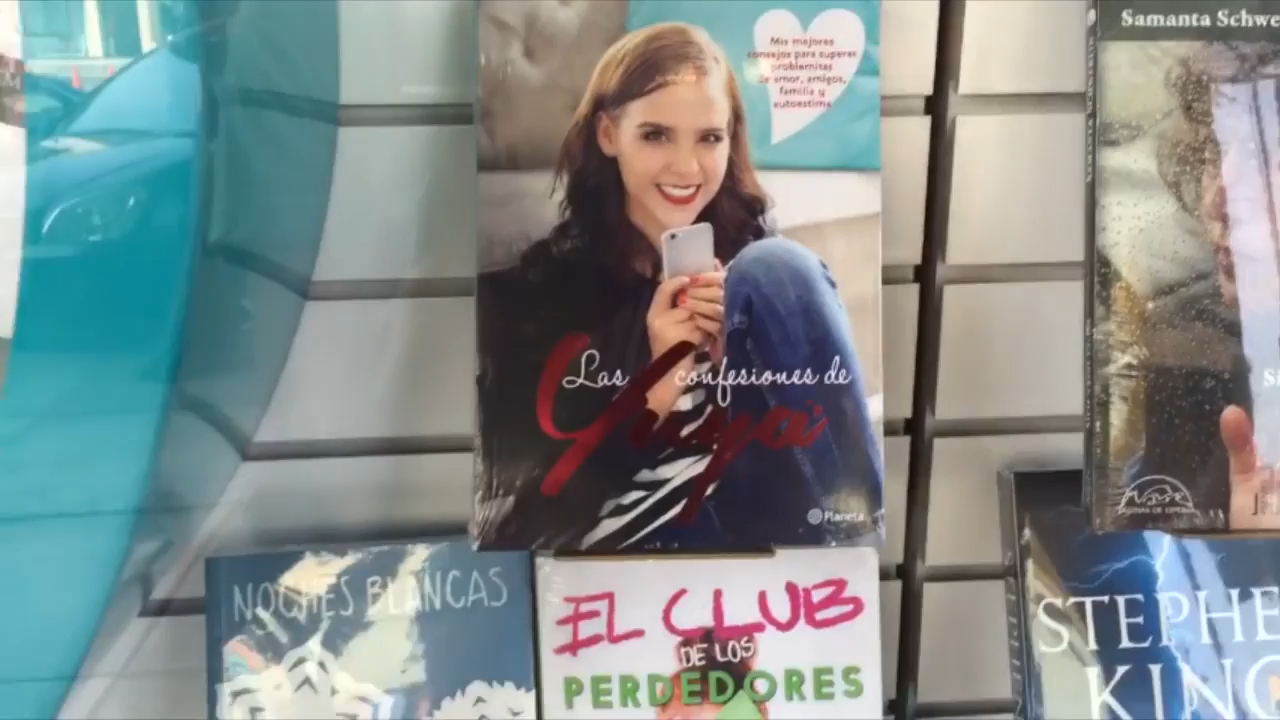 Mis mejores
consejos para superar
problemitas
de amor, amigos,
familia y
autoestima
Las confesiones de
Yuya
Planeta
Samanta Schwe
NOCHES BLANCAS
EL CLUB
DE LOS
PERDEDORES
STEPHE
KING